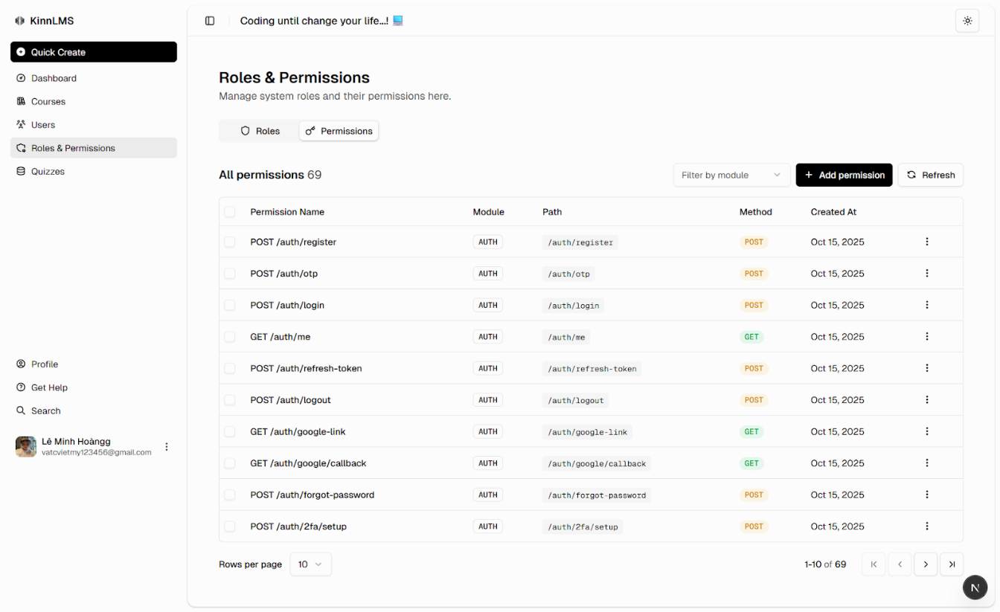 KinnLMS
Coding until change your life...! 💻
Quick Create
Dashboard
Courses
Users
Roles & Permissions
Quizzes
Profile
Get Help
Search
Lê Minh Hoàngg
vatcvietmy123456@gmail.com
Roles & Permissions
Manage system roles and their permissions here.
Roles Permissions
All permissions 69 Filter by module Add permission Refresh
Permission Name Module Path Method Created At
POST /auth/register AUTH /auth/register POST Oct 15, 2025
POST /auth/otp AUTH /auth/otp POST Oct 15, 2025
POST /auth/login AUTH /auth/login POST Oct 15, 2025
GET /auth/me AUTH /auth/me GET Oct 15, 2025
POST /auth/refresh-token AUTH /auth/refresh-token POST Oct 15, 2025
POST /auth/logout AUTH /auth/logout POST Oct 15, 2025
GET /auth/google-link AUTH /auth/google-link GET Oct 15, 2025
GET /auth/google/callback AUTH /auth/google/callback GET Oct 15, 2025
POST /auth/forgot-password AUTH /auth/forgot-password POST Oct 15, 2025
POST /auth/2fa/setup AUTH /auth/2fa/setup POST Oct 15, 2025
Rows per page 10 1-10 of 69
N